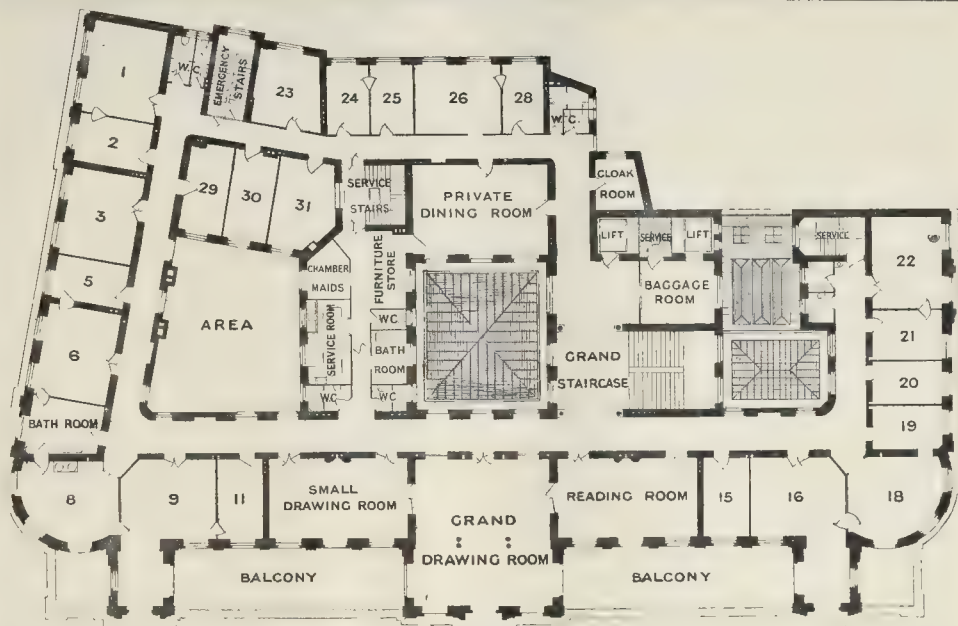 1
W.C.
EMERGENCY
STAIRS
23
24
25
26
28
W.C.
2
3
5
6
BATH ROOM
8
29
30
31
SERVICE
STAIRS
PRIVATE
DINING ROOM
CLOAK
ROOM
LIFT
SERVICE
LIFT
SERVICE
22
CHAMBER
MAIDS
FURNITURE
STORE
BAGGAGE
ROOM
AREA
SERVICE ROOM
WC
BATH
ROOM
WC
WC
GRAND
STAIRCASE
21
20
19
9
11
SMALL
DRAWING ROOM
GRAND
DRAWING ROOM
READING ROOM
15
16
18
BALCONY
BALCONY